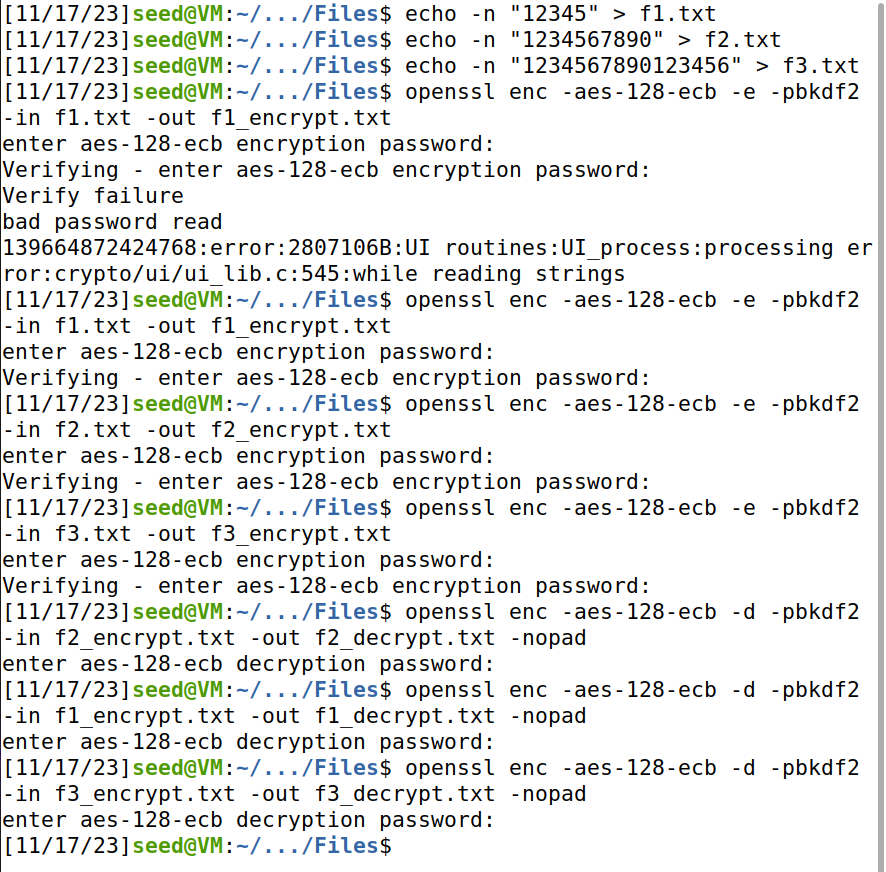 [11/17/23]seed@VM:~/.../Files$ echo -n "12345" > f1.txt
[11/17/23]seed@VM:~/.../Files$ echo -n "1234567890" > f2.txt
[11/17/23]seed@VM:~/.../Files$ echo -n "1234567890123456" > f3.txt
[11/17/23]seed@VM:~/.../Files$ openssl enc -aes-128-ecb -e -pbkdf2
-in f1.txt -out f1_encrypt.txt
enter aes-128-ecb encryption password:
Verifying - enter aes-128-ecb encryption password:
Verify failure
bad password read
139664872424768:error:2807106B:UI routines:UI_process:processing er
ror:crypto/ui/ui_lib.c:545:while reading strings
[11/17/23]seed@VM:~/.../Files$ openssl enc -aes-128-ecb -e -pbkdf2
-in f1.txt -out f1_encrypt.txt
enter aes-128-ecb encryption password:
Verifying - enter aes-128-ecb encryption password:
[11/17/23]seed@VM:~/.../Files$ openssl enc -aes-128-ecb -e -pbkdf2
-in f2.txt -out f2_encrypt.txt
enter aes-128-ecb encryption password:
Verifying - enter aes-128-ecb encryption password:
[11/17/23]seed@VM:~/.../Files$ openssl enc -aes-128-ecb -e -pbkdf2
-in f3.txt -out f3_encrypt.txt
enter aes-128-ecb encryption password:
Verifying - enter aes-128-ecb encryption password:
[11/17/23]seed@VM:~/.../Files$ openssl enc -aes-128-ecb -d -pbkdf2
-in f2_encrypt.txt -out f2_decrypt.txt -nopad
enter aes-128-ecb decryption password:
[11/17/23]seed@VM:~/.../Files$ openssl enc -aes-128-ecb -d -pbkdf2
-in f1_encrypt.txt -out f1_decrypt.txt -nopad
enter aes-128-ecb decryption password:
[11/17/23]seed@VM:~/.../Files$ openssl enc -aes-128-ecb -d -pbkdf2
-in f3_encrypt.txt -out f3_decrypt.txt -nopad
enter aes-128-ecb decryption password:
[11/17/23]seed@VM:~/.../Files$